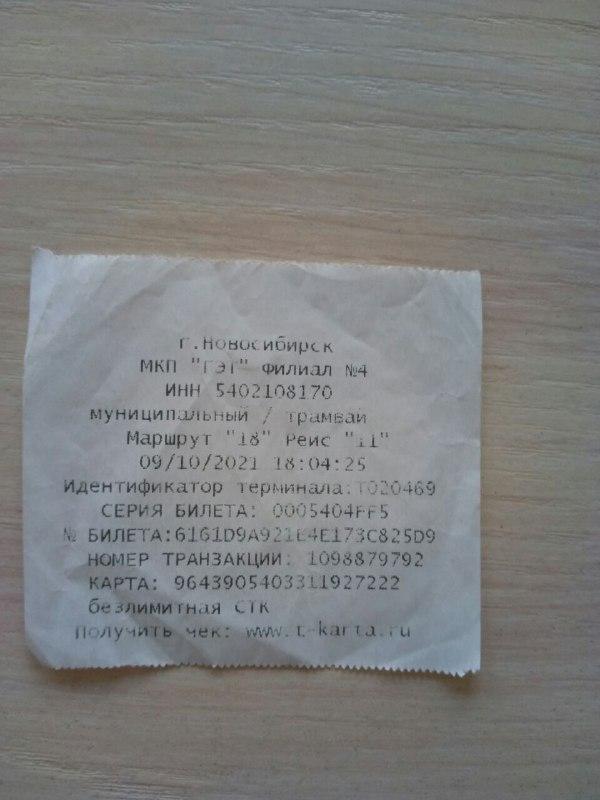 г.Новосибирск
МКП "ГЭТ" Филиал №4
ИНН 5402108170
муниципальный / трамвай
Маршрут "18" Рейс "11"
09/10/2021 18:04:25
Идентификатор терминала:T020469
СЕРИЯ БИЛЕТА: 0005404FF5
№ БИЛЕТА:6161D9A921E4E173C825D9
НОМЕР ТРАНЗАКЦИИ: 1098879792
КАРТА: 9643905403311927222
безлимитная СТК
Получить чек: www.t-karta.ru